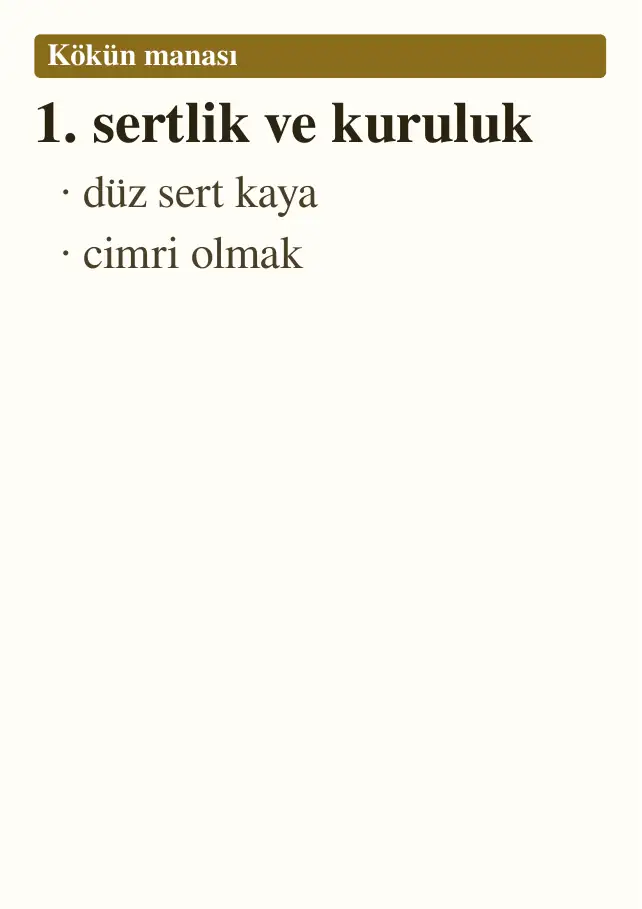 Kökün manası
1. sertlik ve kuruluk
· düz sert kaya
· cimri olmak